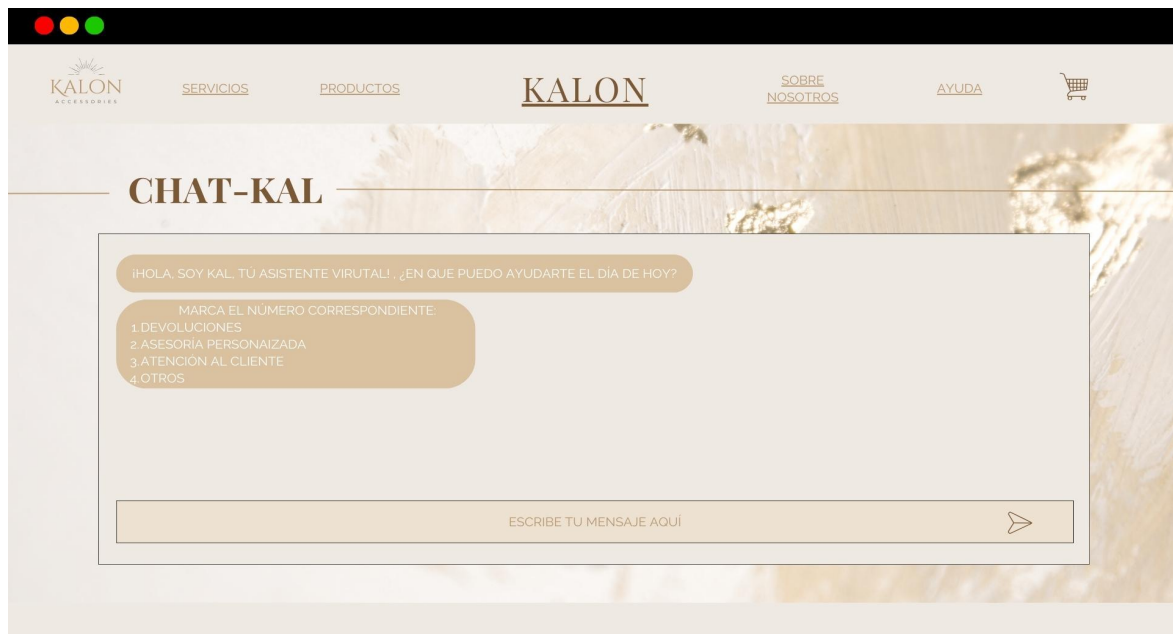 KALON
ACCESSORIES
SERVICIOS
PRODUCTOS
KALON
SOBRE
NOSOTROS
AYUDA
CHAT-KAL
¡HOLA, SOY KAL, TÚ ASISTENTE VIRUTAL! , ¿EN QUE PUEDO AYUDARTE EL DÍA DE HOY?
MARCA EL NÚMERO CORRESPONDIENTE:
1. DEVOLUCIONES
2. ASESORÍA PERSONAIZADA
3. ATENCIÓN AL CLIENTE
4. OTROS
ESCRIBE TU MENSAJE AQUÍ